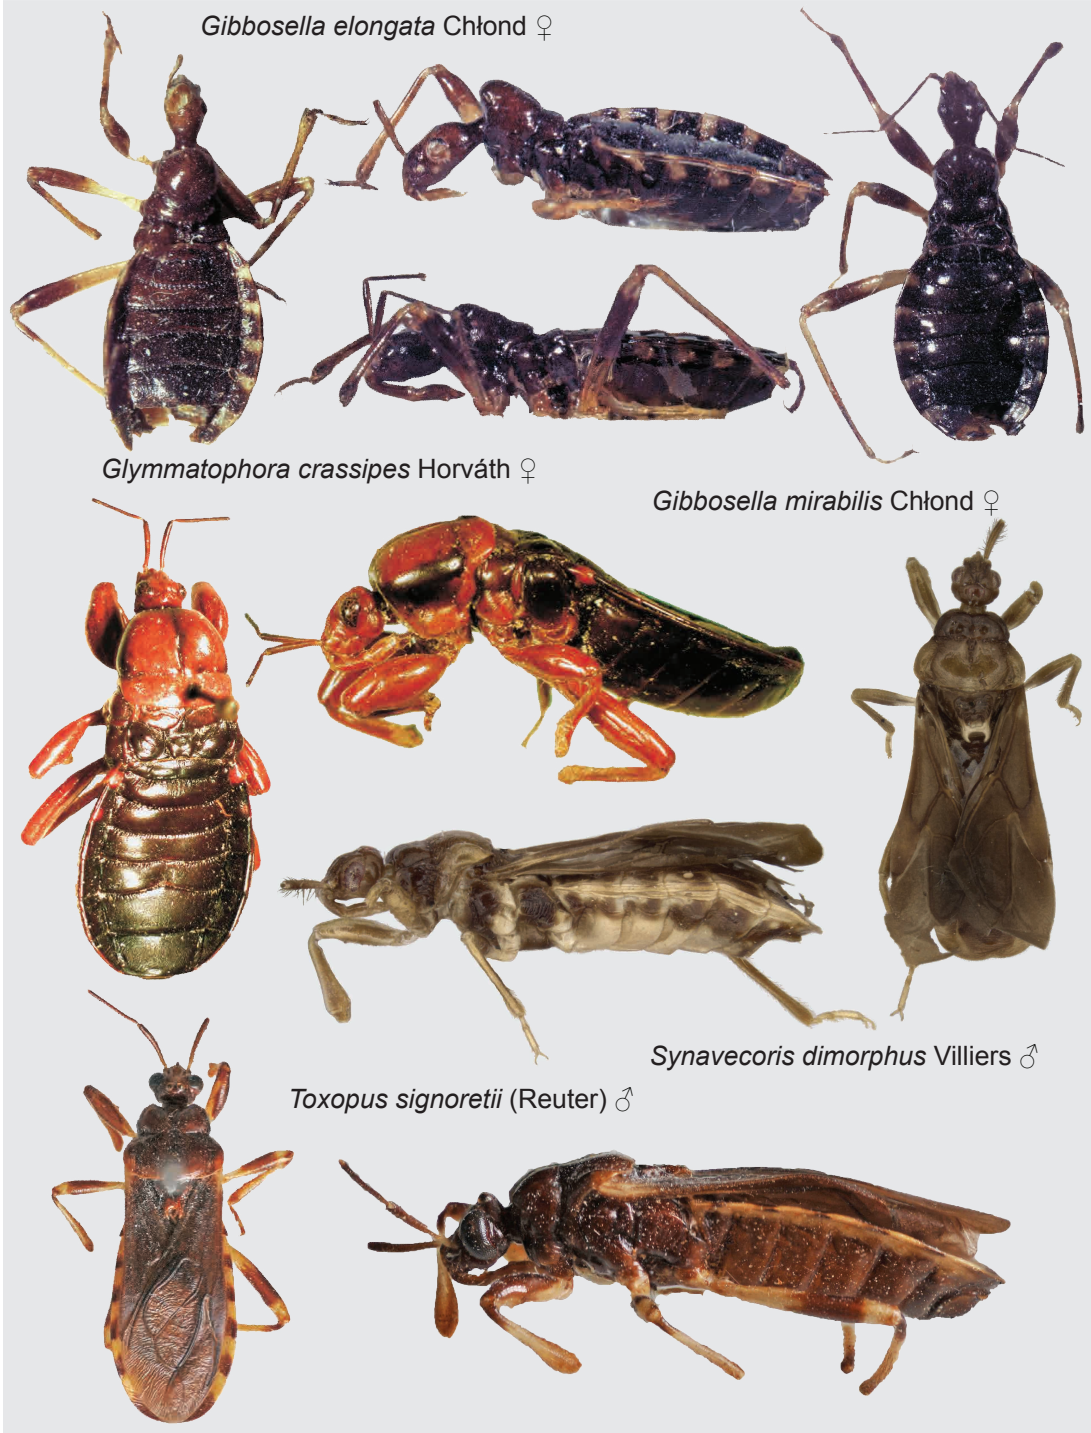 Gibbosella elongata Chłond ♀
Glymmatophora crassipes Horváth ♀
Gibbosella mirabilis Chłond ♀
Synavecoris dimorphus Villiers ♂
Toxopus signoretii (Reuter) ♂